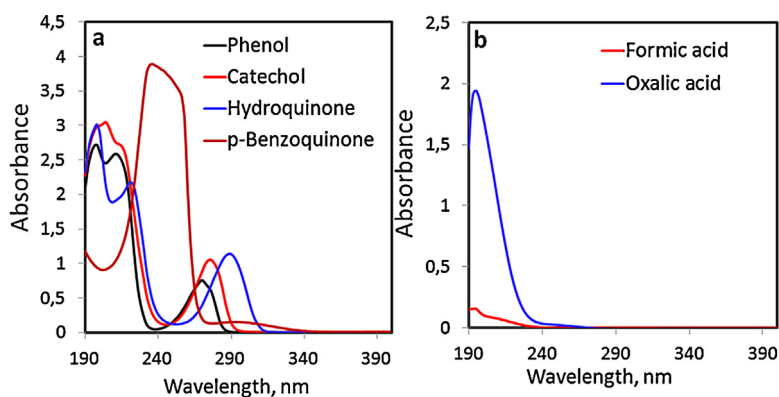 a
Phenol
Catechol
Hydroquinone
p-Benzoquinone
4,5
4
3,5
3
2,5
2
1,5
1
0,5
0
Absorbance
190
240
290
340
390
Wavelength, nm
b
Formic acid
Oxalic acid
2,5
2
1,5
1
0,5
0
Absorbance
190
240
290
340
390
Wavelength, nm